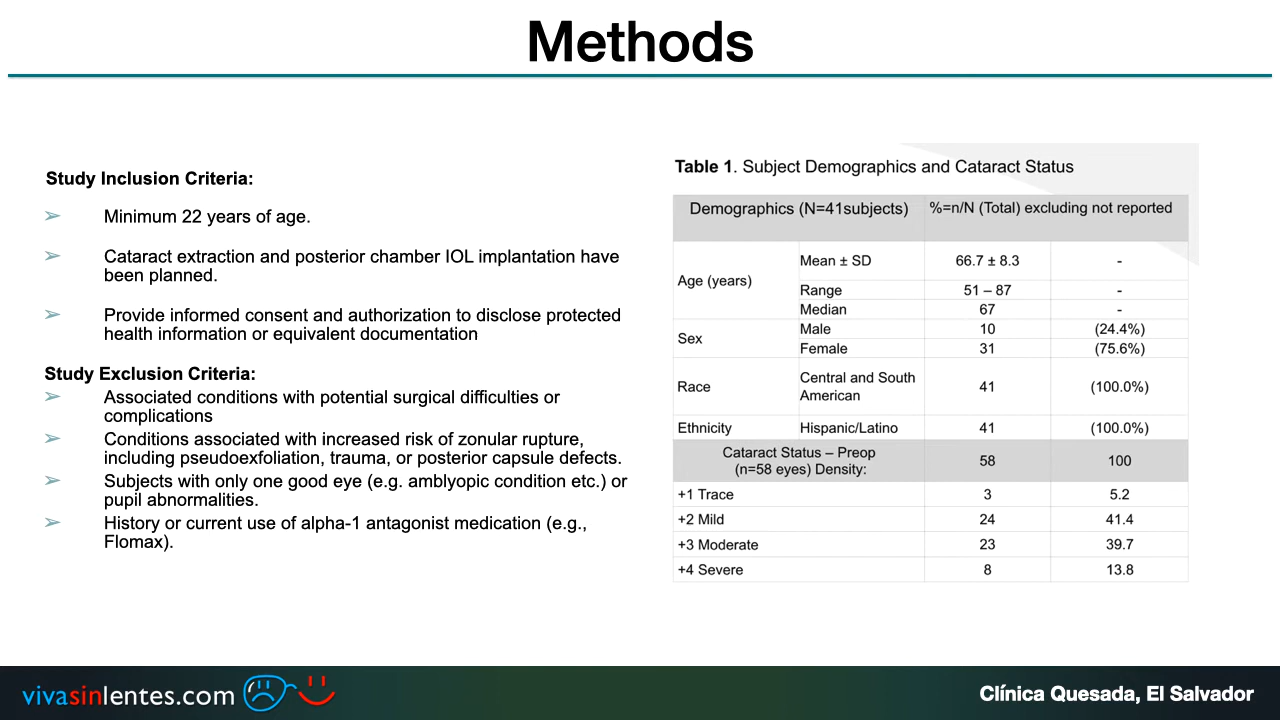 Methods
Study Inclusion Criteria:
➢ Minimum 22 years of age.
➢ Cataract extraction and posterior chamber IOL implantation have
been planned.
➢ Provide informed consent and authorization to disclose protected
health information or equivalent documentation
Study Exclusion Criteria:
➢ Associated conditions with potential surgical difficulties or
complications
➢ Conditions associated with increased risk of zonular rupture,
including pseudoexfoliation, trauma, or posterior capsule defects.
➢ Subjects with only one good eye (e.g. amblyopic condition etc.) or
pupil abnormalities.
➢ History or current use of alpha-1 antagonist medication (e.g.,
Flomax).
Table 1. Subject Demographics and Cataract Status
Demographics (N=41subjects) %=n/N (Total) excluding not reported
Age (years)
Mean ± SD 66.7 ± 8.3 -
Range 51 – 87 -
Median 67 -
Sex
Male 10 (24.4%)
Female 31 (75.6%)
Race
Central and South
American
41 (100.0%)
Ethnicity Hispanic/Latino 41 (100.0%)
Cataract Status – Preop
(n=58 eyes) Density:
58 100
+1 Trace 3 5.2
+2 Mild 24 41.4
+3 Moderate 23 39.7
+4 Severe 8 13.8
vivasinlentes.com
Clínica Quesada, El Salvador